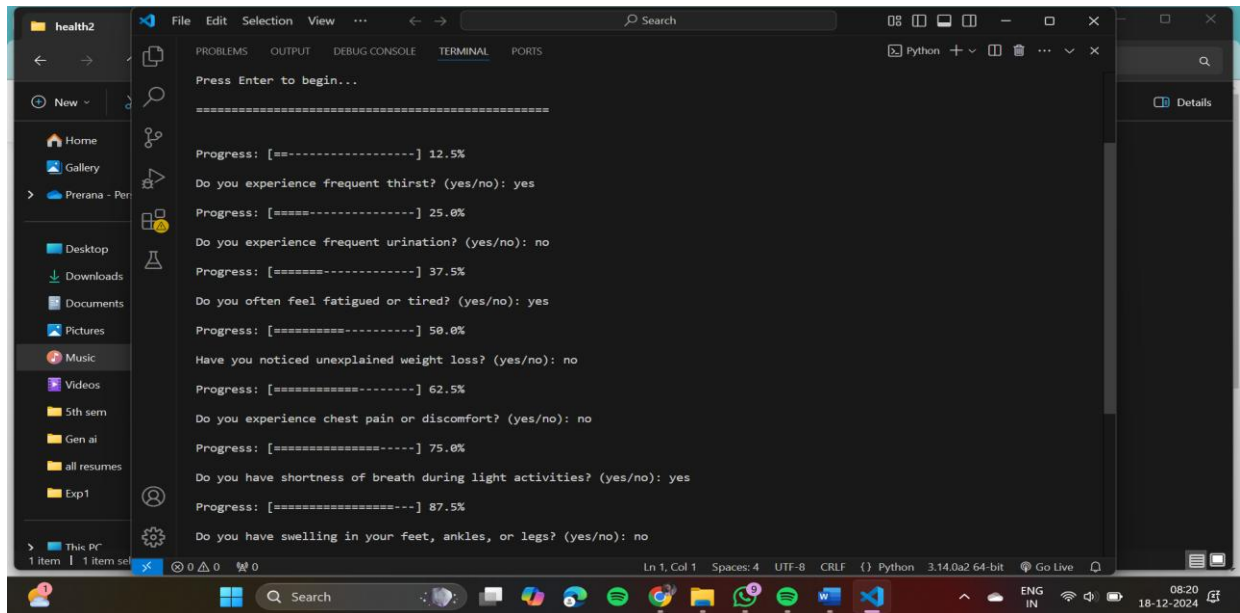 health2
File Edit Selection View ... Search
PROBLEMS OUTPUT DEBUG CONSOLE TERMINAL PORTS Python
Press Enter to begin...
==================================================
Progress: [==------------------] 12.5%
Do you experience frequent thirst? (yes/no): yes
Progress: [=====---------------] 25.0%
Do you experience frequent urination? (yes/no): no
Progress: [=======-------------] 37.5%
Do you often feel fatigued or tired? (yes/no): yes
Progress: [==========----------] 50.0%
Have you noticed unexplained weight loss? (yes/no): no
Progress: [============--------] 62.5%
Do you experience chest pain or discomfort? (yes/no): no
Progress: [===============-----] 75.0%
Do you have shortness of breath during light activities? (yes/no): yes
Progress: [=================---] 87.5%
Do you have swelling in your feet, ankles, or legs? (yes/no): no
New
Details
Home
Gallery
Prerana - Per
Desktop
Downloads
Documents
Pictures
Music
Videos
5th sem
Gen ai
all resumes
Exp1
This PC
1 item 1 item sel
0 0 0 Ln 1, Col 1 Spaces: 4 UTF-8 CRLF {} Python 3.14.0a2 64-bit Go Live
1 Search 9 ENG IN 08:20 18-12-2024